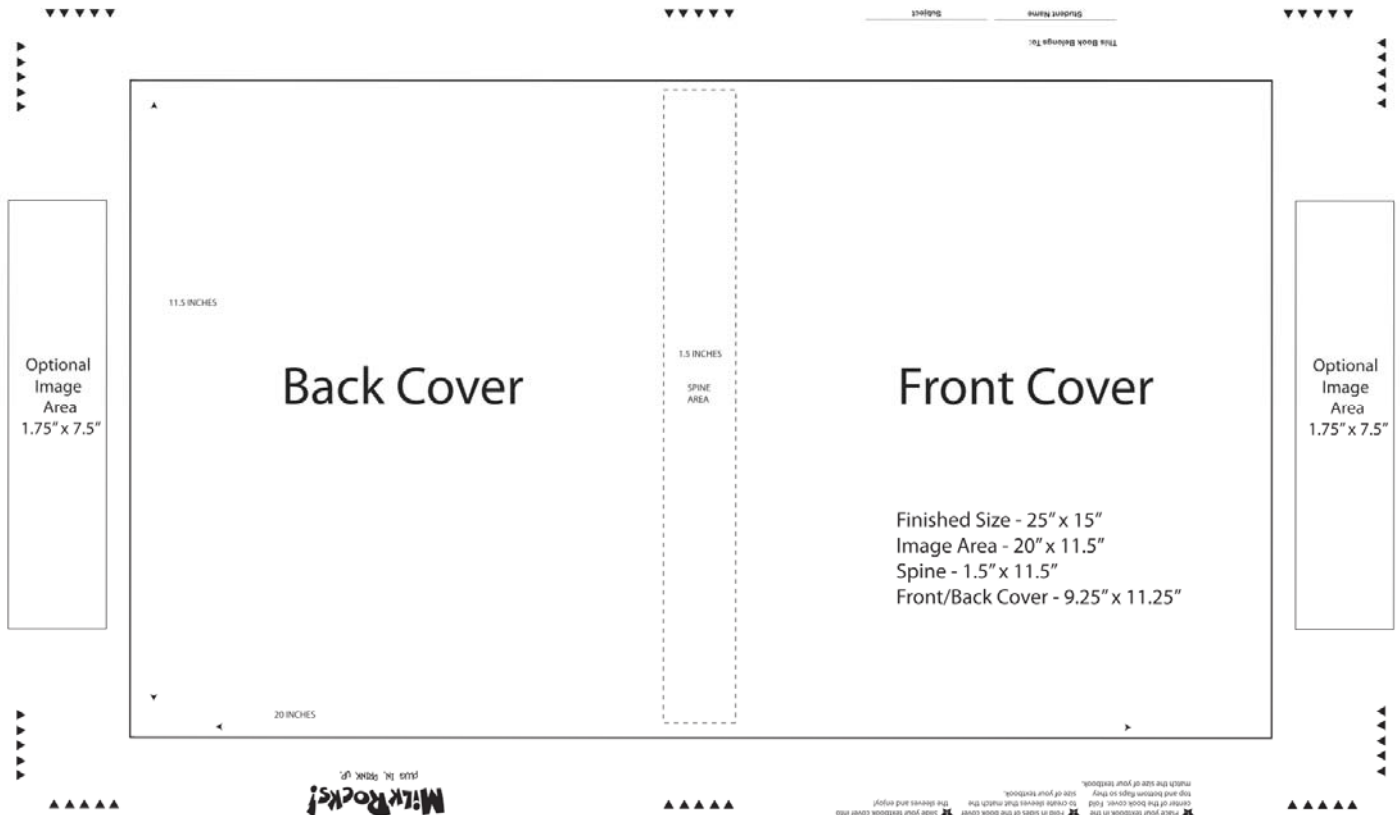 Subject
Student Name
This Book Belongs To:
11.5 INCHES
Optional
Image
Area
1.75" x 7.5"
Back Cover
1.5 INCHES
SPINE
AREA
Front Cover
Optional
Image
Area
1.75" x 7.5"
Finished Size - 25" x 15"
Image Area - 20" x 11.5"
Spine - 1.5" x 11.5"
Front/Back Cover - 9.25" x 11.25"
20 INCHES
MiLK ROCKS!
PLUG IN, DRINK UP.
Place your textbook in the
center of the book cover. Fold
top and bottom flaps so they
match the size of your textbook.
Fold in sides of the book cover
to create sleeves that match the
size of your textbook.
Slide your textbook cover into
the sleeves and enjoy!